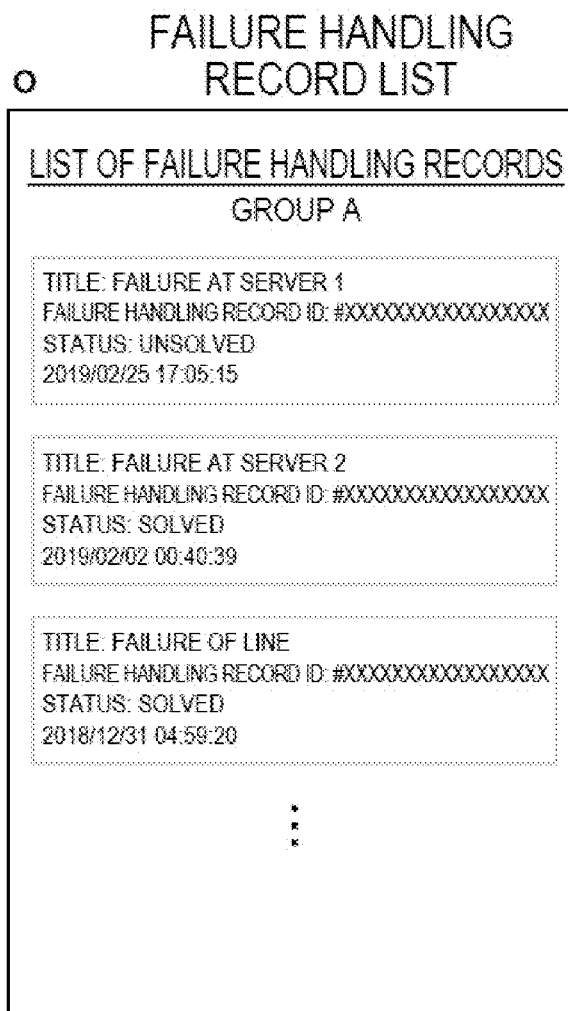 FAILURE HANDLING
RECORD LIST
O
LIST OF FAILURE HANDLING RECORDS
GROUP A
TITLE: FAILURE AT SERVER 1
FAILURE HANDLING RECORD ID: #XXXXXXXXXXXXXXXXX
STATUS: UNSOLVED
2019/02/25 17:05:15
TITLE: FAILURE AT SERVER 2
FAILURE HANDLING RECORD ID: #XXXXXXXXXXXXXXXXX
STATUS: SOLVED
2019/02/02 00:40:39
TITLE: FAILURE OF LINE
FAILURE HANDLING RECORD ID: #XXXXXXXXXXXXXXXXX
STATUS: SOLVED
2018/12/31 04:59:20